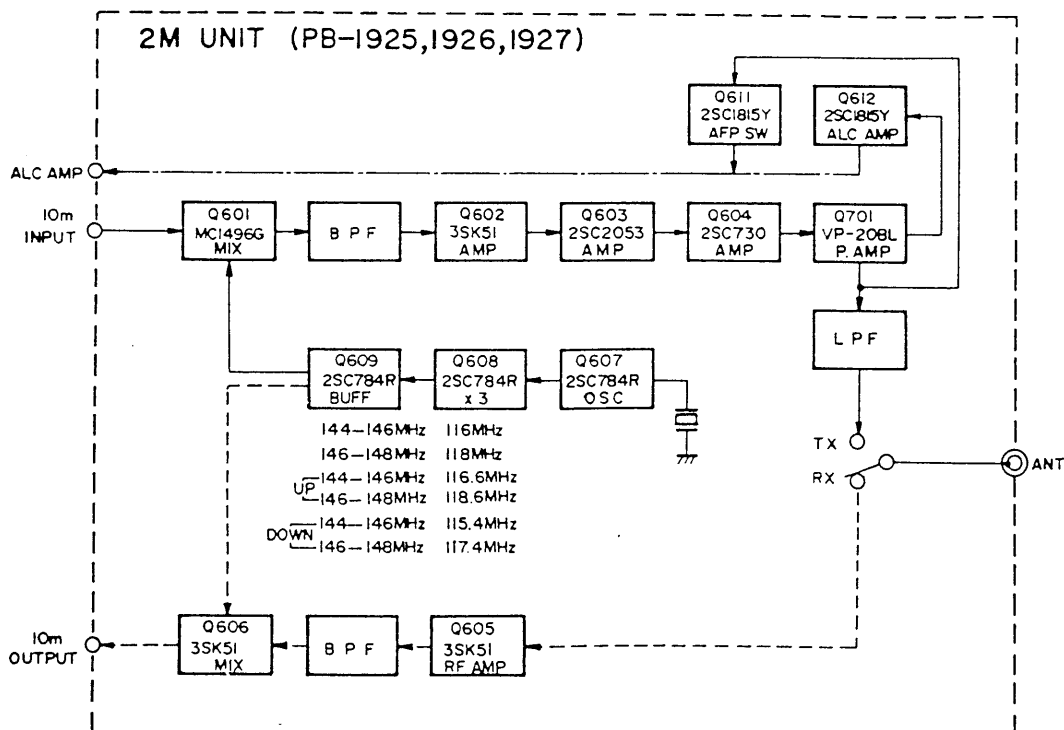 2M UNIT (PB-1925,1926,1927)
Q611
2SC1815Y
AFP SW
Q612
2SC1815Y
ALC AMP
ALC AMP
10m
INPUT
Q601
MC1496G
MIX
B P F
Q602
3SK51
AMP
Q603
2SC2053
AMP
Q604
2SC730
AMP
Q701
VP-20BL
P. AMP
L P F
Q609
2SC784R
BUFF
Q608
2SC784R
x 3
Q607
2SC784R
OSC
144-146MHz 116MHz
146-148MHz 118MHz
UP
144-146MHz 116.6MHz
146-148MHz 118.6MHz
DOWN
144-146MHz 115.4MHz
146-148MHz 117.4MHz
TX
RX
ANT
10m
OUTPUT
Q606
3SK51
MIX
B P F
Q605
3SK51
RF AMP